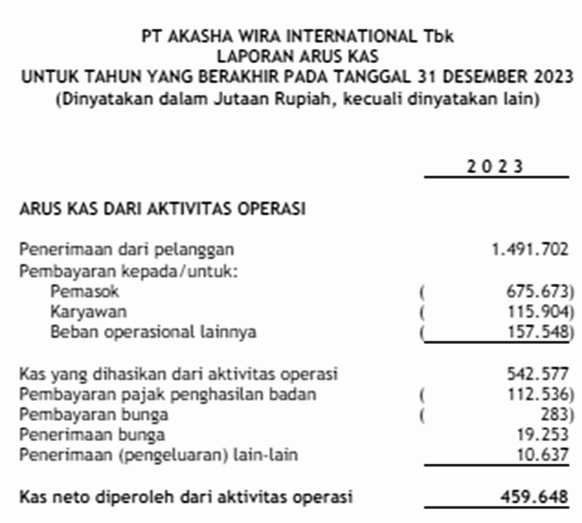 PT AKASHA WIRA INTERNATIONAL Tbk
LAPORAN ARUS KAS
UNTUK TAHUN YANG BERAKHIR PADA TANGGAL 31 DESEMBER 2023
(Dinyatakan dalam Jutaan Rupiah, kecuali dinyatakan lain)
2 0 2 3
ARUS KAS DARI AKTIVITAS OPERASI
Penerimaan dari pelanggan 1.491.702
Pembayaran kepada/untuk:
Pemasok ( 675.673)
Karyawan ( 115.904)
Beban operasional lainnya ( 157.548)
Kas yang dihasikan dari aktivitas operasi 542.577
Pembayaran pajak penghasilan badan ( 112.536)
Pembayaran bunga ( 283)
Penerimaan bunga 19.253
Penerimaan (pengeluaran) lain-lain 10.637
Kas neto diperoleh dari aktivitas operasi 459.648